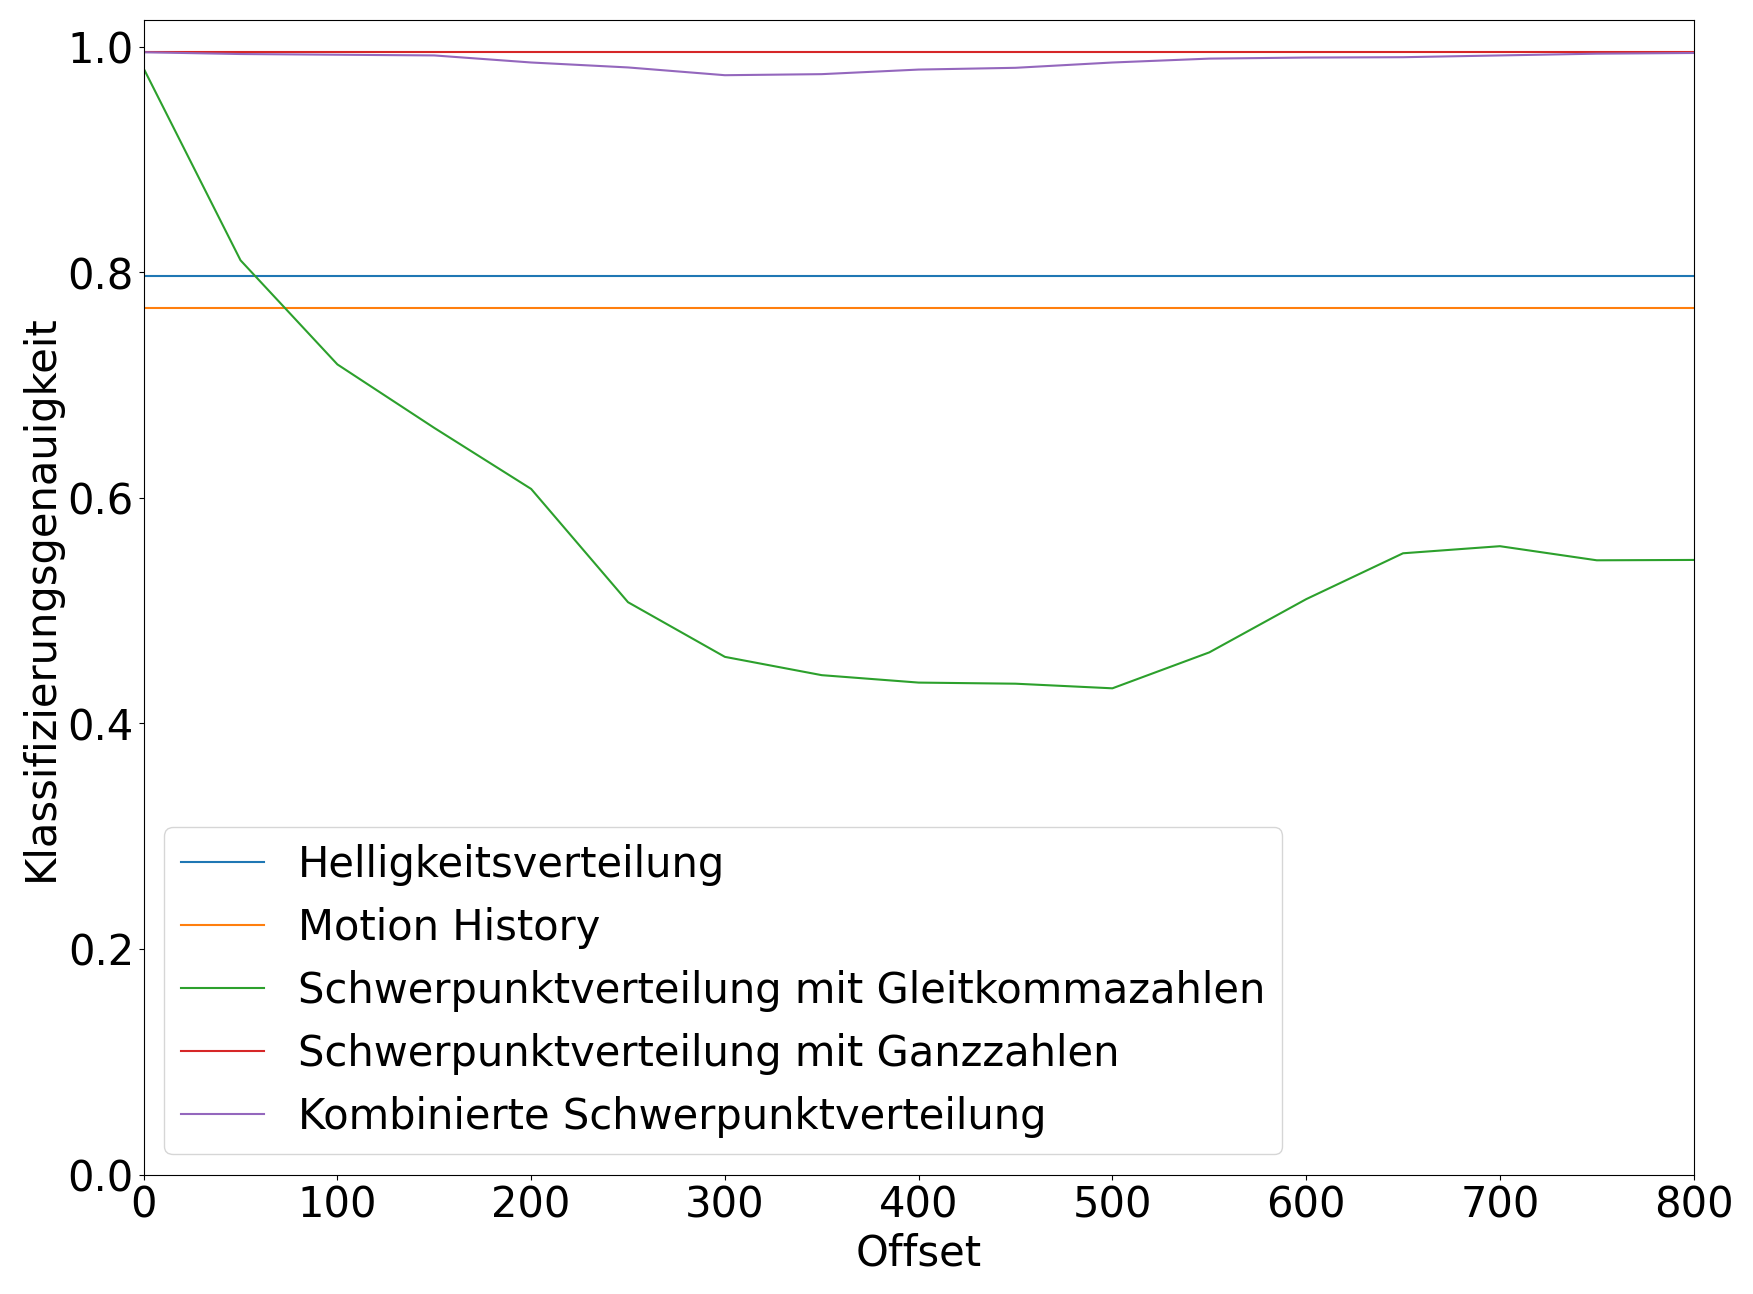 Klassifizierungsgenauigkeit
1.0
0.8
0.6
0.4
0.2
0.0
Helligkeitsverteilung
Motion History
Schwerpunktverteilung mit Gleitkommazahlen
Schwerpunktverteilung mit Ganzzahlen
Kombinierte Schwerpunktverteilung
0 100 200 300 400 500 600 700 800
Offset